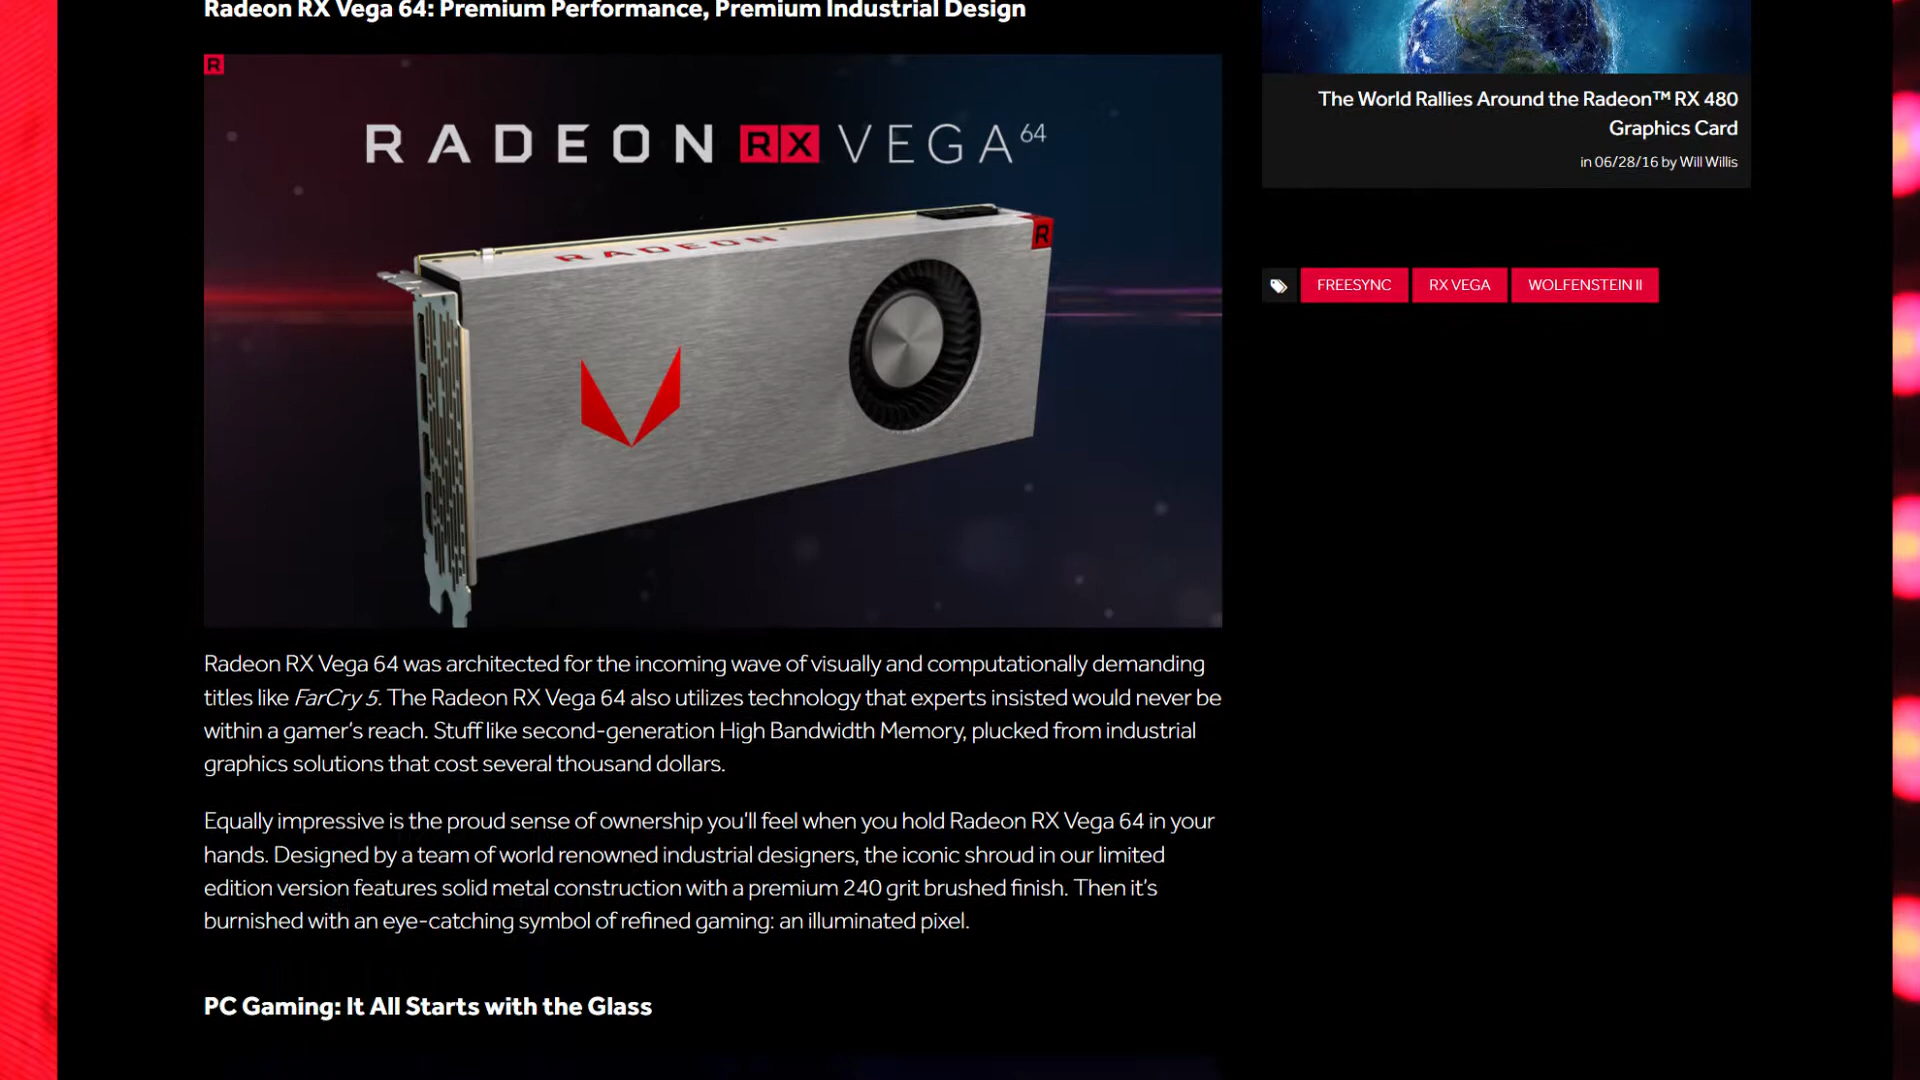 Radeon RX Vega 64: Premium Performance, Premium Industrial Design
R
RADEON RX VEGA 64
RADEON
R
Radeon RX Vega 64 was architected for the incoming wave of visually and computationally demanding
titles like FarCry 5. The Radeon RX Vega 64 also utilizes technology that experts insisted would never be
within a gamer's reach. Stuff like second-generation High Bandwidth Memory, plucked from industrial
graphics solutions that cost several thousand dollars.
Equally impressive is the proud sense of ownership you'll feel when you hold Radeon RX Vega 64 in your
hands. Designed by a team of world renowned industrial designers, the iconic shroud in our limited
edition version features solid metal construction with a premium 240 grit brushed finish. Then it's
burnished with an eye-catching symbol of refined gaming: an illuminated pixel.
PC Gaming: It All Starts with the Glass
The World Rallies Around the Radeon™ RX 480
Graphics Card
in 06/28/16 by Will Willis
FREESYNC
RX VEGA
WOLFENSTEIN II